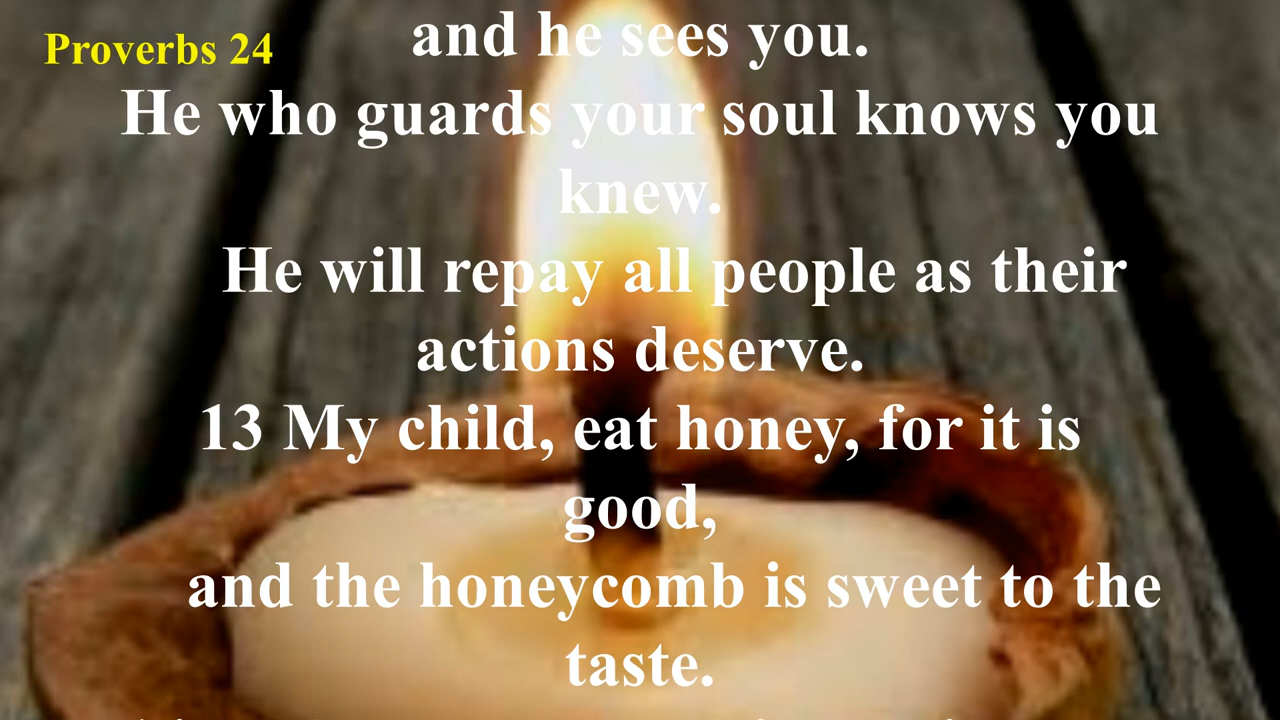 Proverbs 24
and he sees you.
He who guards your soul knows you
knew.
He will repay all people as their
actions deserve.
13 My child, eat honey, for it is
good,
and the honeycomb is sweet to the
taste.